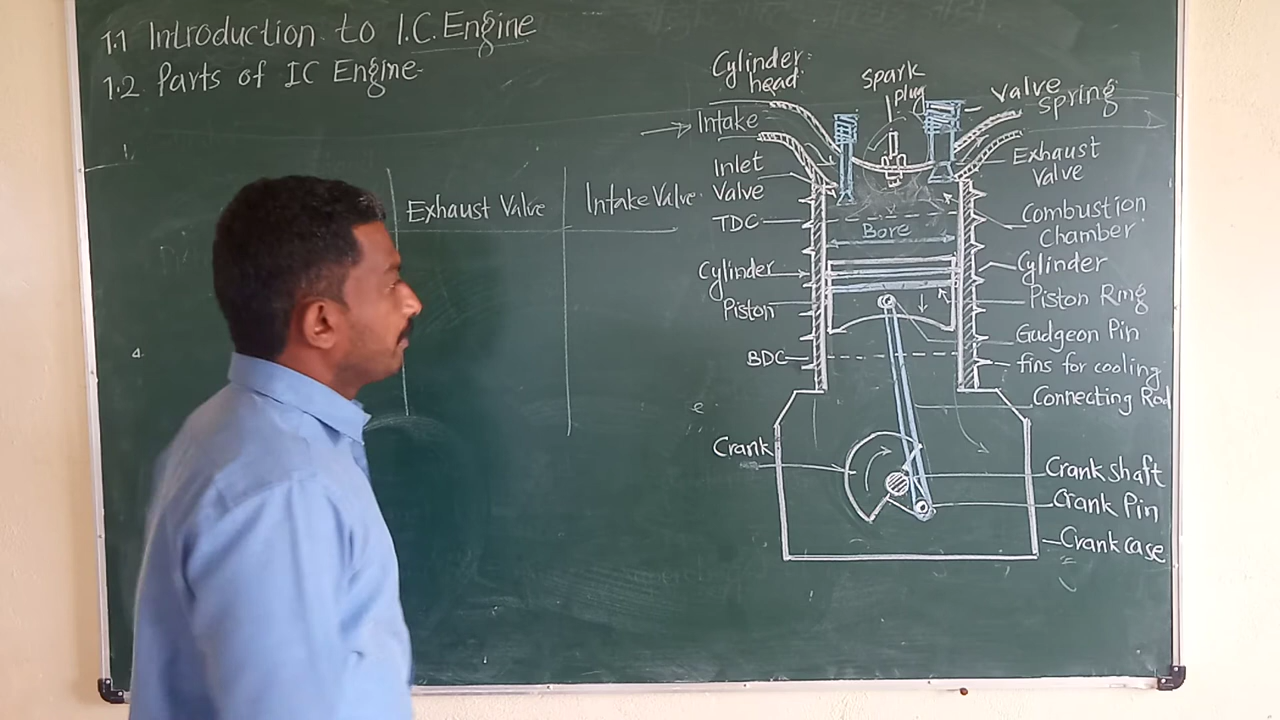 1.1 Introduction to I.C. Engine
1.2 Parts of IC Engine
Exhaust Valve
Intake Valve
Cylinder
head
Spark
plug
Valve
Spring
Intake
Inlet
Valve
Exhaust
Valve
TDC
Bore
Combustion
Chamber
Cylinder
Cylinder
Piston
Piston Ring
Gudgeon Pin
BDC
fins for cooling
Connecting Rod
Crank
Crank shaft
Crank Pin
Crank case